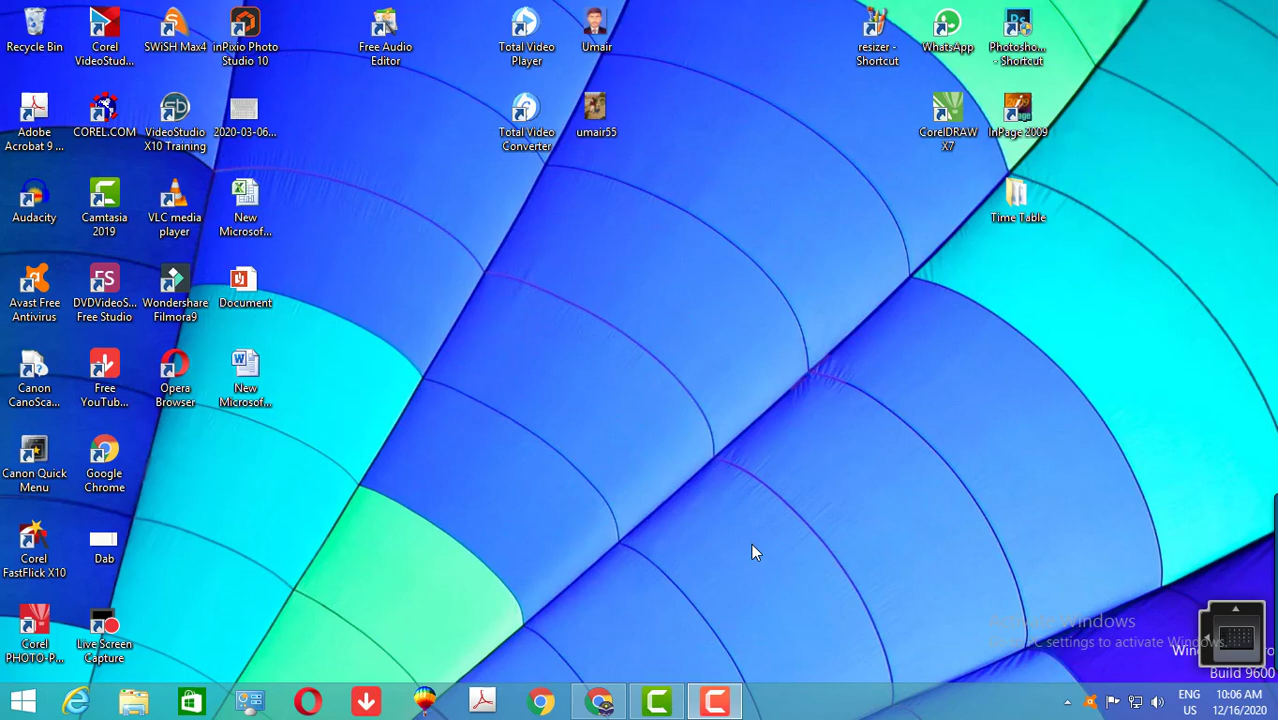 Recycle Bin
Corel
VideoStud...
SWiSH Max4
inPixio Photo
Studio 10
Free Audio
Editor
Total Video
Player
Umair
resizer -
Shortcut
WhatsApp
Photosho...
- Shortcut
Adobe
Acrobat 9 ...
COREL.COM
VideoStudio
X10 Training
2020-03-06...
Total Video
Converter
umair55
CorelDRAW
X7
InPage 2009
Audacity
Camtasia
2019
VLC media
player
New
Microsof...
Time Table
Avast Free
Antivirus
DVDVideoS...
Free Studio
Wondershare
Filmora9
Document
Canon
CanoSca...
Free
YouTub...
Opera
Browser
New
Microsof...
Canon Quick
Menu
Google
Chrome
Corel
FastFlick X10
Dab
Corel
PHOTO-P...
Live Screen
Capture
Activate Windows
C settings to activate Windows.
Build 9600
ENG
US
10:06 AM
12/16/2020